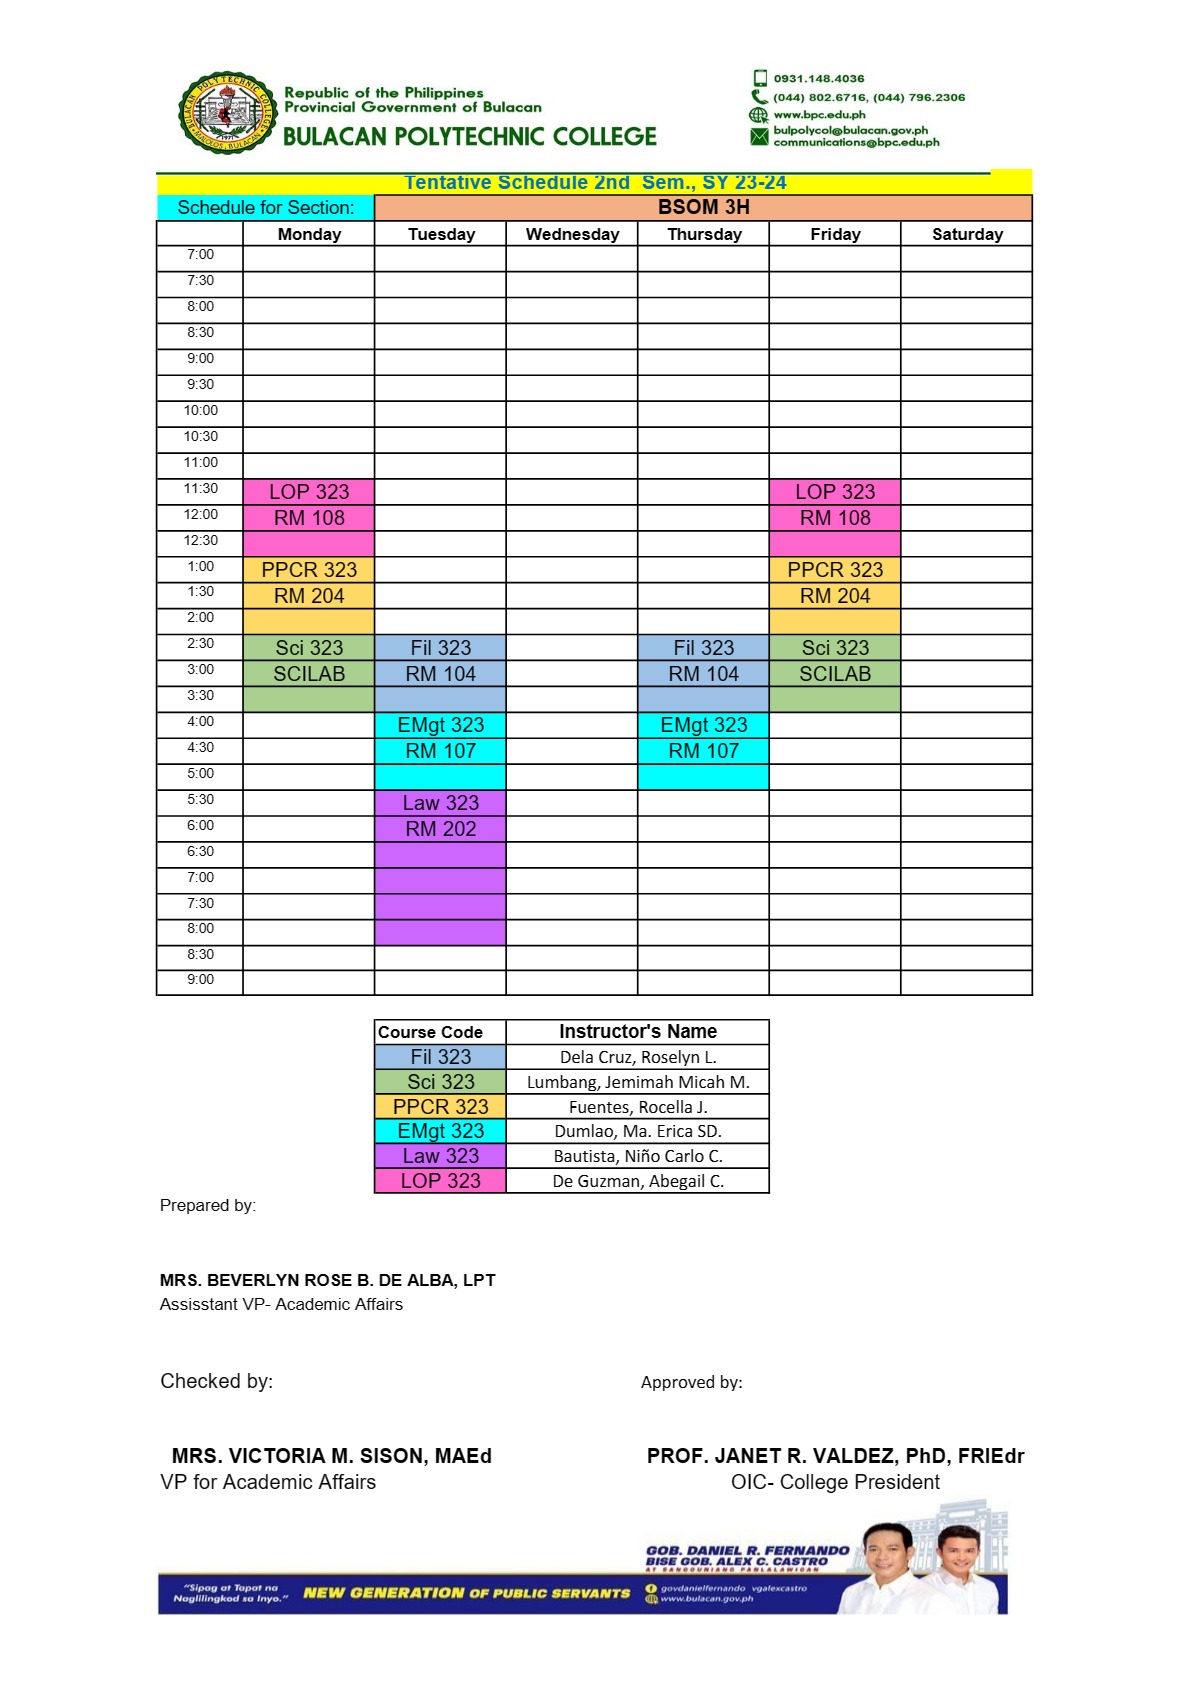 Republic of the Philippines
Provincial Government of Bulacan
BULACAN POLYTECHNIC COLLEGE
BULACAN POLYTECHNIC COLLEGE
MALOLOS, BULACAN
1971
0931.148.4036
(044) 802.6716, (044) 796.2306
www.bpc.edu.ph
bulpolycol@bulacan.gov.ph
communications@bpc.edu.ph
Tentative Schedule 2nd Sem., SY 23-24
Schedule for Section: BSOM 3H
Monday Tuesday Wednesday Thursday Friday Saturday
7:00
7:30
8:00
8:30
9:00
9:30
10:00
10:30
11:00
11:30 LOP 323 LOP 323
12:00 RM 108 RM 108
12:30
1:00 PPCR 323 PPCR 323
1:30 RM 204 RM 204
2:00
2:30 Sci 323 Fil 323 Fil 323 Sci 323
3:00 SCILAB RM 104 RM 104 SCILAB
3:30
4:00 EMgt 323 EMgt 323
4:30 RM 107 RM 107
5:00
5:30 Law 323
6:00 RM 202
6:30
7:00
7:30
8:00
8:30
9:00
Course Code Instructor's Name
Fil 323 Dela Cruz, Roselyn L.
Sci 323 Lumbang, Jemimah Micah M.
PPCR 323 Fuentes, Rocella J.
EMgt 323 Dumlao, Ma. Erica SD.
Law 323 Bautista, Niño Carlo C.
LOP 323 De Guzman, Abegail C.
Prepared by:
MRS. BEVERLYN ROSE B. DE ALBA, LPT
Assisstant VP- Academic Affairs
Checked by: Approved by:
MRS. VICTORIA M. SISON, MAEd PROF. JANET R. VALDEZ, PhD, FRIEdr
VP for Academic Affairs OIC- College President
GOB. DANIEL R. FERNANDO
BISE GOB. ALEX C. CASTRO
AT SANGGUNIANG PANLALAWIGAN
"Sipag at Tapat na
Naglilingkod sa Inyo."
NEW GENERATION OF PUBLIC SERVANTS
govdanielfernando vgalexcastro
www.bulacan.gov.ph